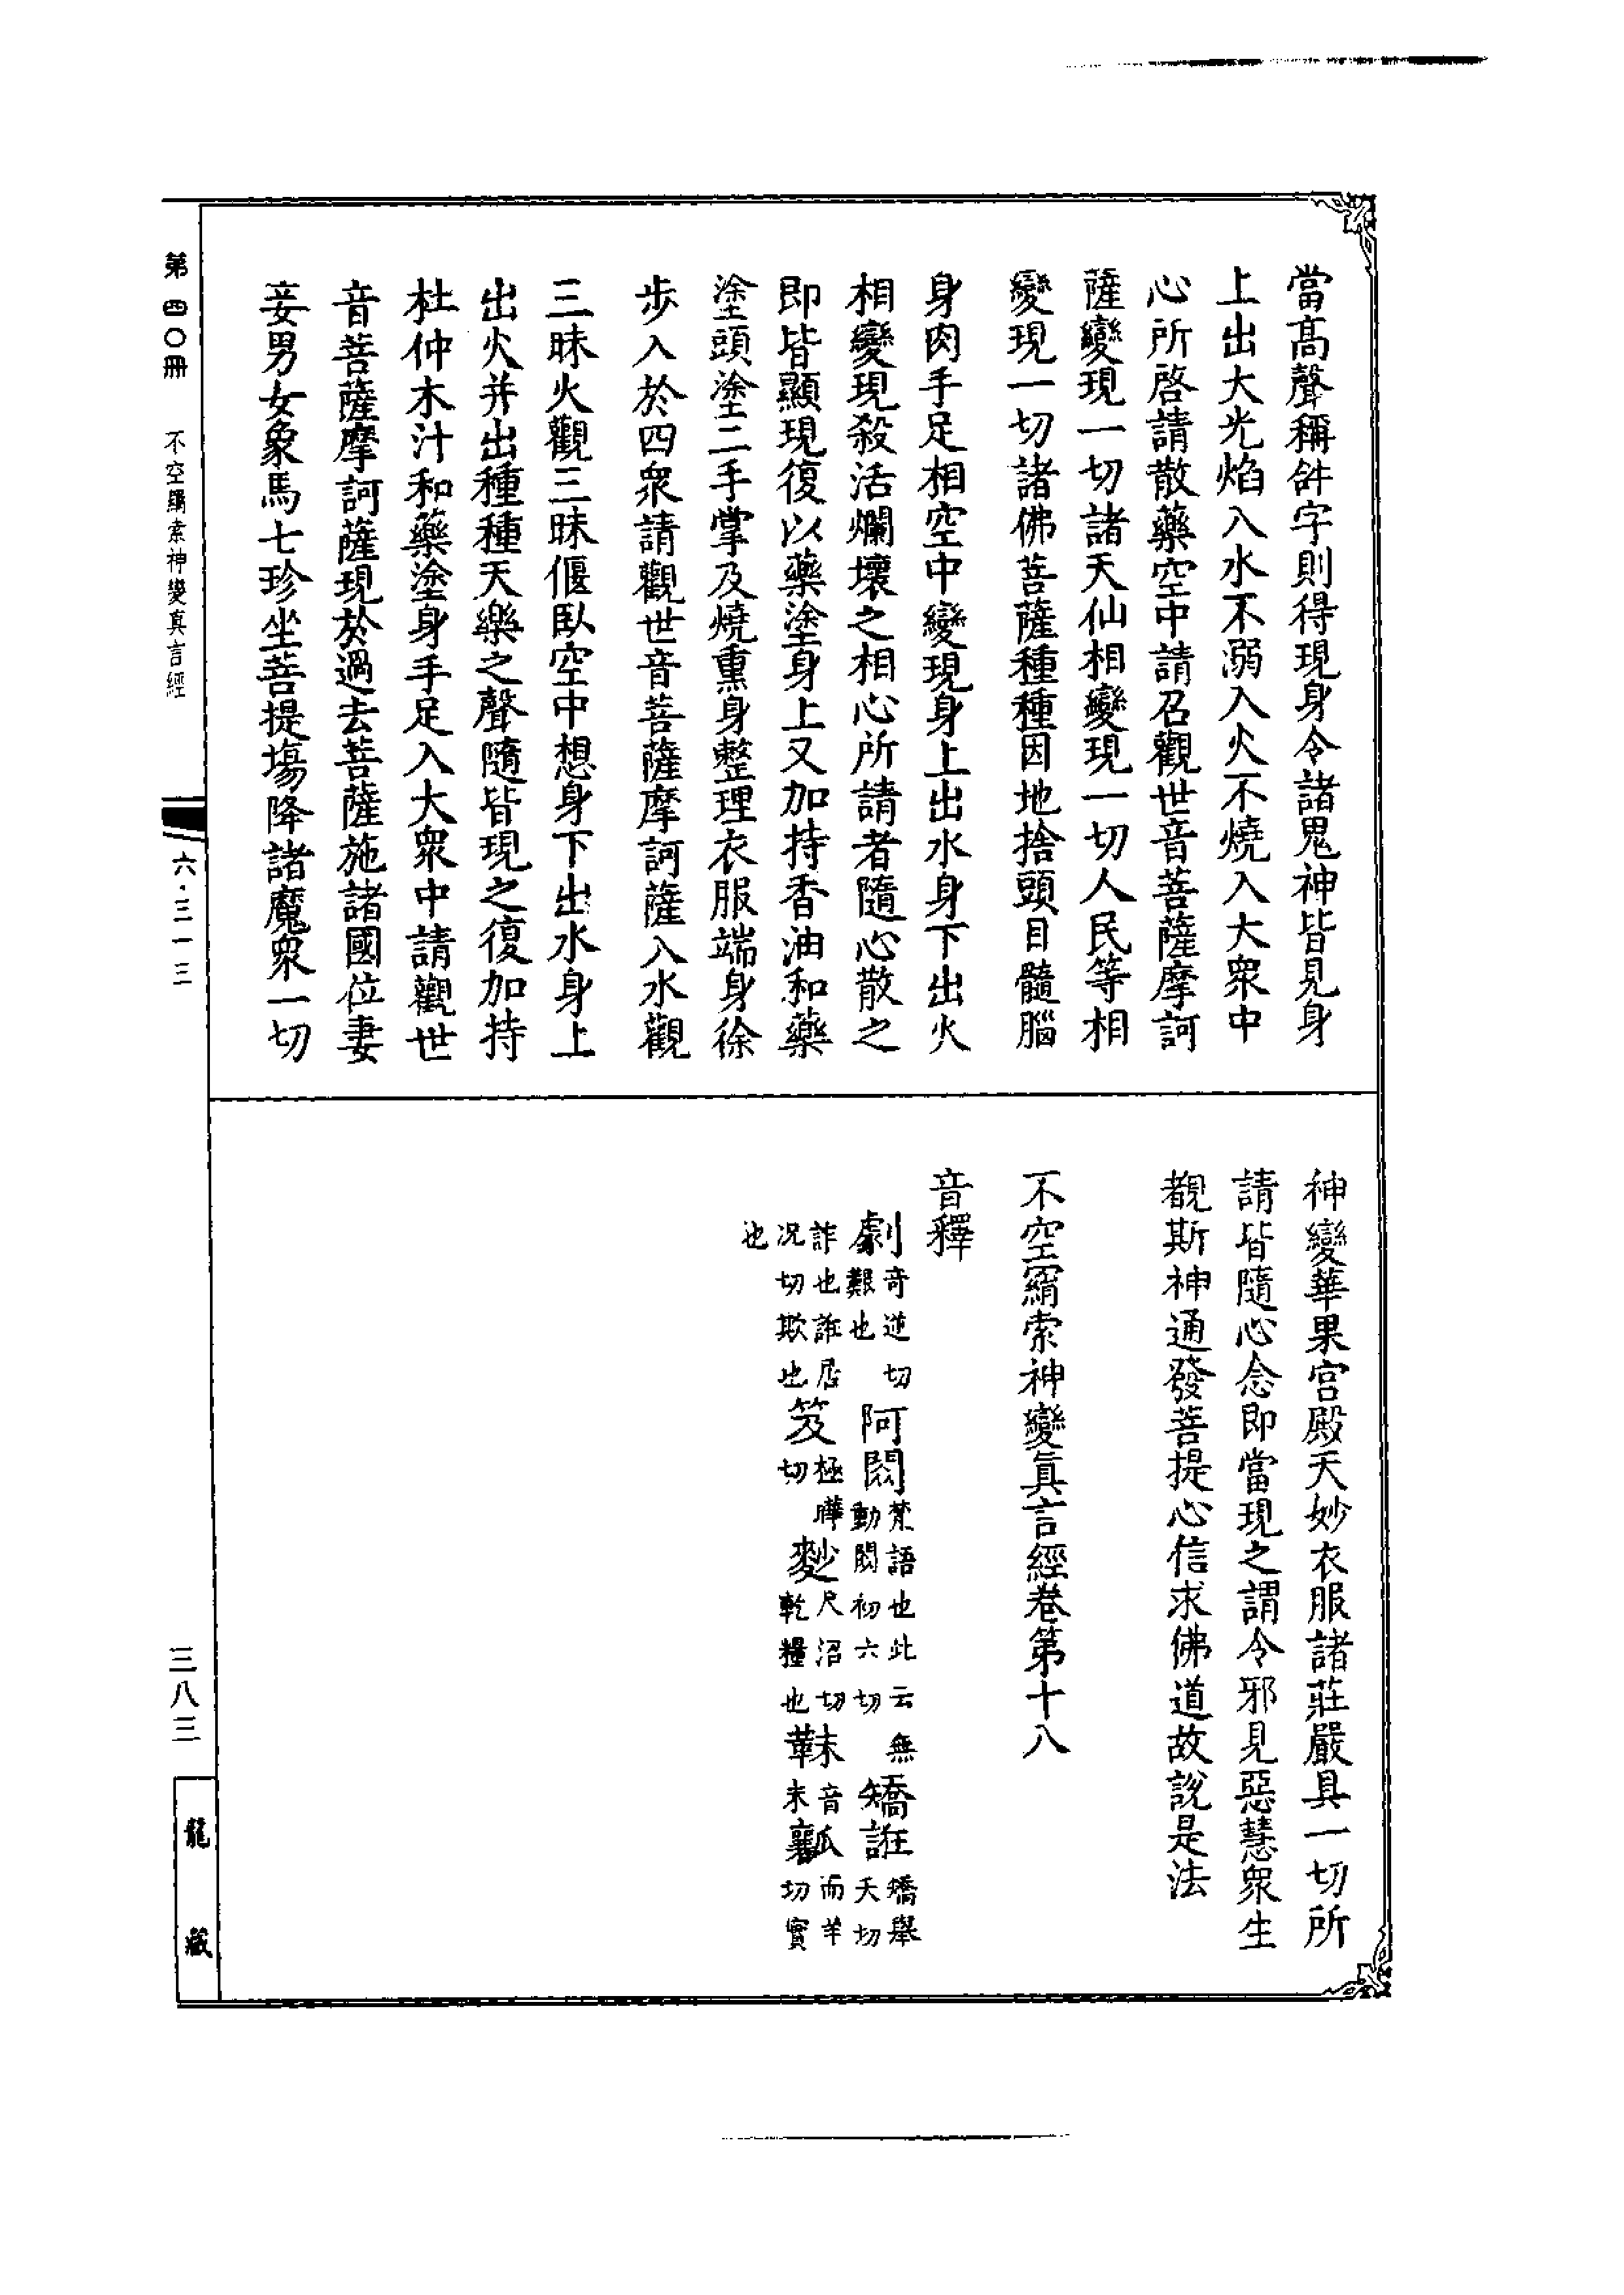 當髙聲稱𤙖字則得現身令諸鬼神皆見身
上出大光焰入水不溺入火不燒入大衆中
心所啓請散藥空中請召觀世音菩薩摩訶
薩變現一切諸天仙相變現一切人民等相
變現一切諸佛菩薩種種因地捨頭目髓腦
身肉手足相空中變現身上出水身下出火
相變現殺活爛壞之相心所請者隨心散之
即皆顯現復以藥塗身上又加持香油和藥
塗頭塗二手掌及燒熏身整理衣服端身徐
步入於四衆請觀世音菩薩摩訶薩入水觀
三昧火觀三昧偃臥空中想身下出水身上
出火并出種種天樂之聲隨皆現之復加持
杜仲木汁和藥塗身手足入大衆中請觀世
音菩薩摩訶薩現於過去菩薩施諸國位妻
妾男女象馬七珍坐菩提場降諸魔衆一切
神變華果宮殿天妙衣服諸莊嚴具一切所
請皆隨心念即當現之謂令邪見惡慧衆生
覩斯神通發菩提心信求佛道故說是法
不空羂索神變眞言經卷第十八
音釋
劇奇逆切艱也 阿閦梵語也此云無動閦初六切 矯誑矯舉夭切
詐也誑居况切欺也 笈極曄切 麨尺沼切乾糧也 靺音末 瓤而羊切實
也
第四〇冊 不空羂索神變真言經
六·三一三
三八三
龍藏